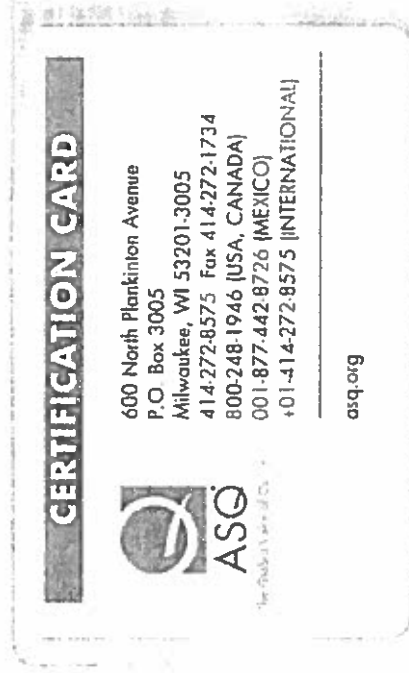 CERTIFICATION CARD
ASQ
600 North Plankinton Avenue
P.O. Box 3005
Milwaukee, WI 53201-3005
414-272-8575 Fax 414-272-1734
800-248-1946 (USA, CANADA)
001-877-442-8726 (MEXICO)
+01-414-272-8575 (INTERNATIONAL)
asq.org